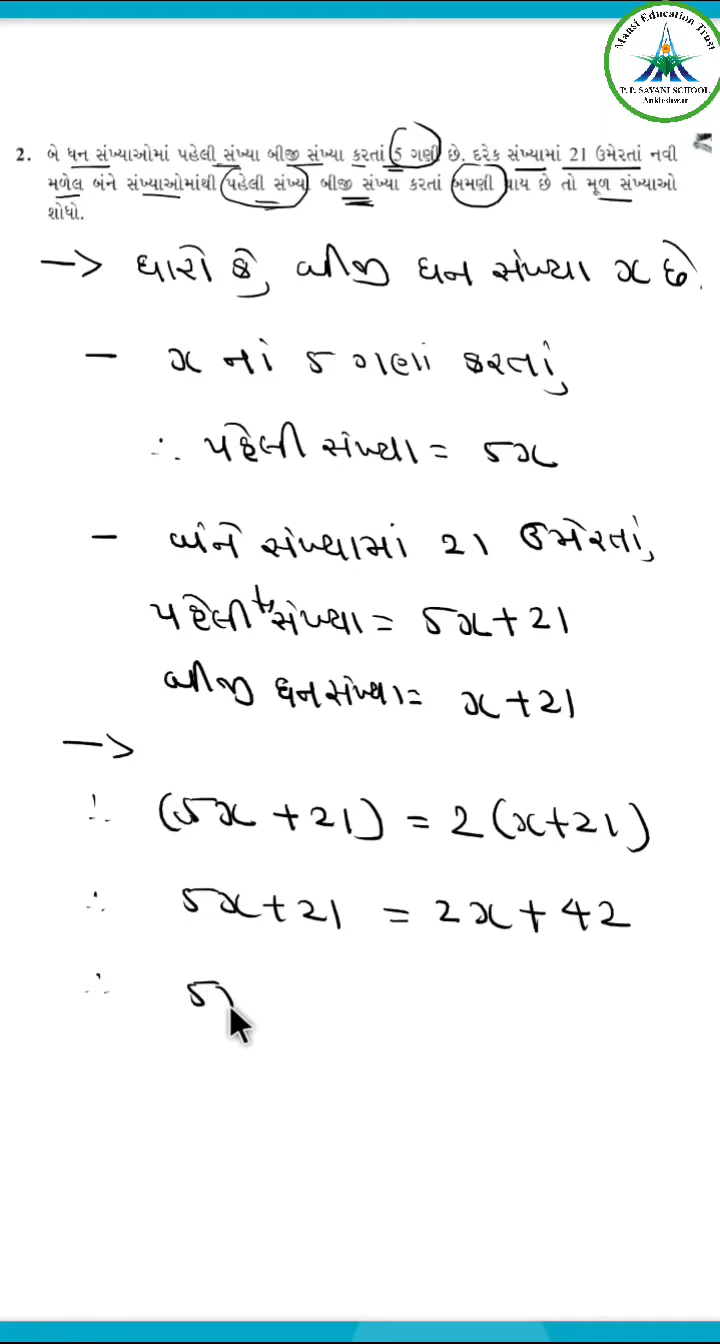 Mansi Education Trust
P. P. SAVANI SCHOOL
Ankleshwar
2. બે ધન સંખ્યાઓમાં પહેલી સંખ્યા બીજી સંખ્યા કરતાં 5 ગણી છે. દરેક સંખ્યામાં 21 ઉમેરતાં નવી
મળેલ બંને સંખ્યાઓમાંથી પહેલી સંખ્યા બીજી સંખ્યા કરતાં બમણી થાય છે તો મૂળ સંખ્યાઓ
શોધો.
-> ધારો કે, બીજી ધન સંખ્યા x છે.
- x નાં 5 ગણાં કરતાં,
∴ પહેલી સંખ્યા = 5x
- બંને સંખ્યામાં 21 ઉમેરતાં,
પહેલી સંખ્યા = 5x + 21
બીજી ધન સંખ્યા = x + 21
->
∴ (5x + 21) = 2 (x + 21)
∴ 5x + 21 = 2x + 42
∴ 5